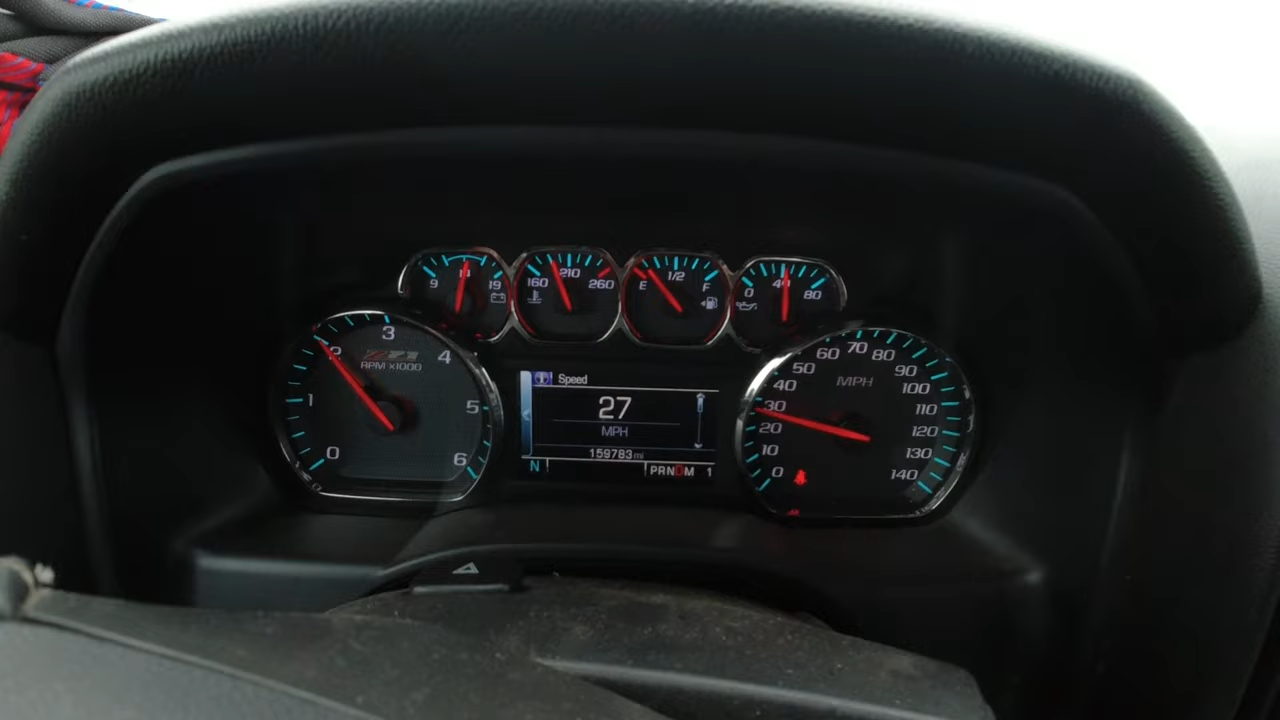 9 19
160 210 260
E 1/2 F
0 40 80
0 1 2 3 4 5 6
Z71
RPM x1000
Speed
27
MPH
159783 mi
N
PRNDM 1
0 10 20 30 40 50 60 70 80 90 100 110 120 130 140
MPH